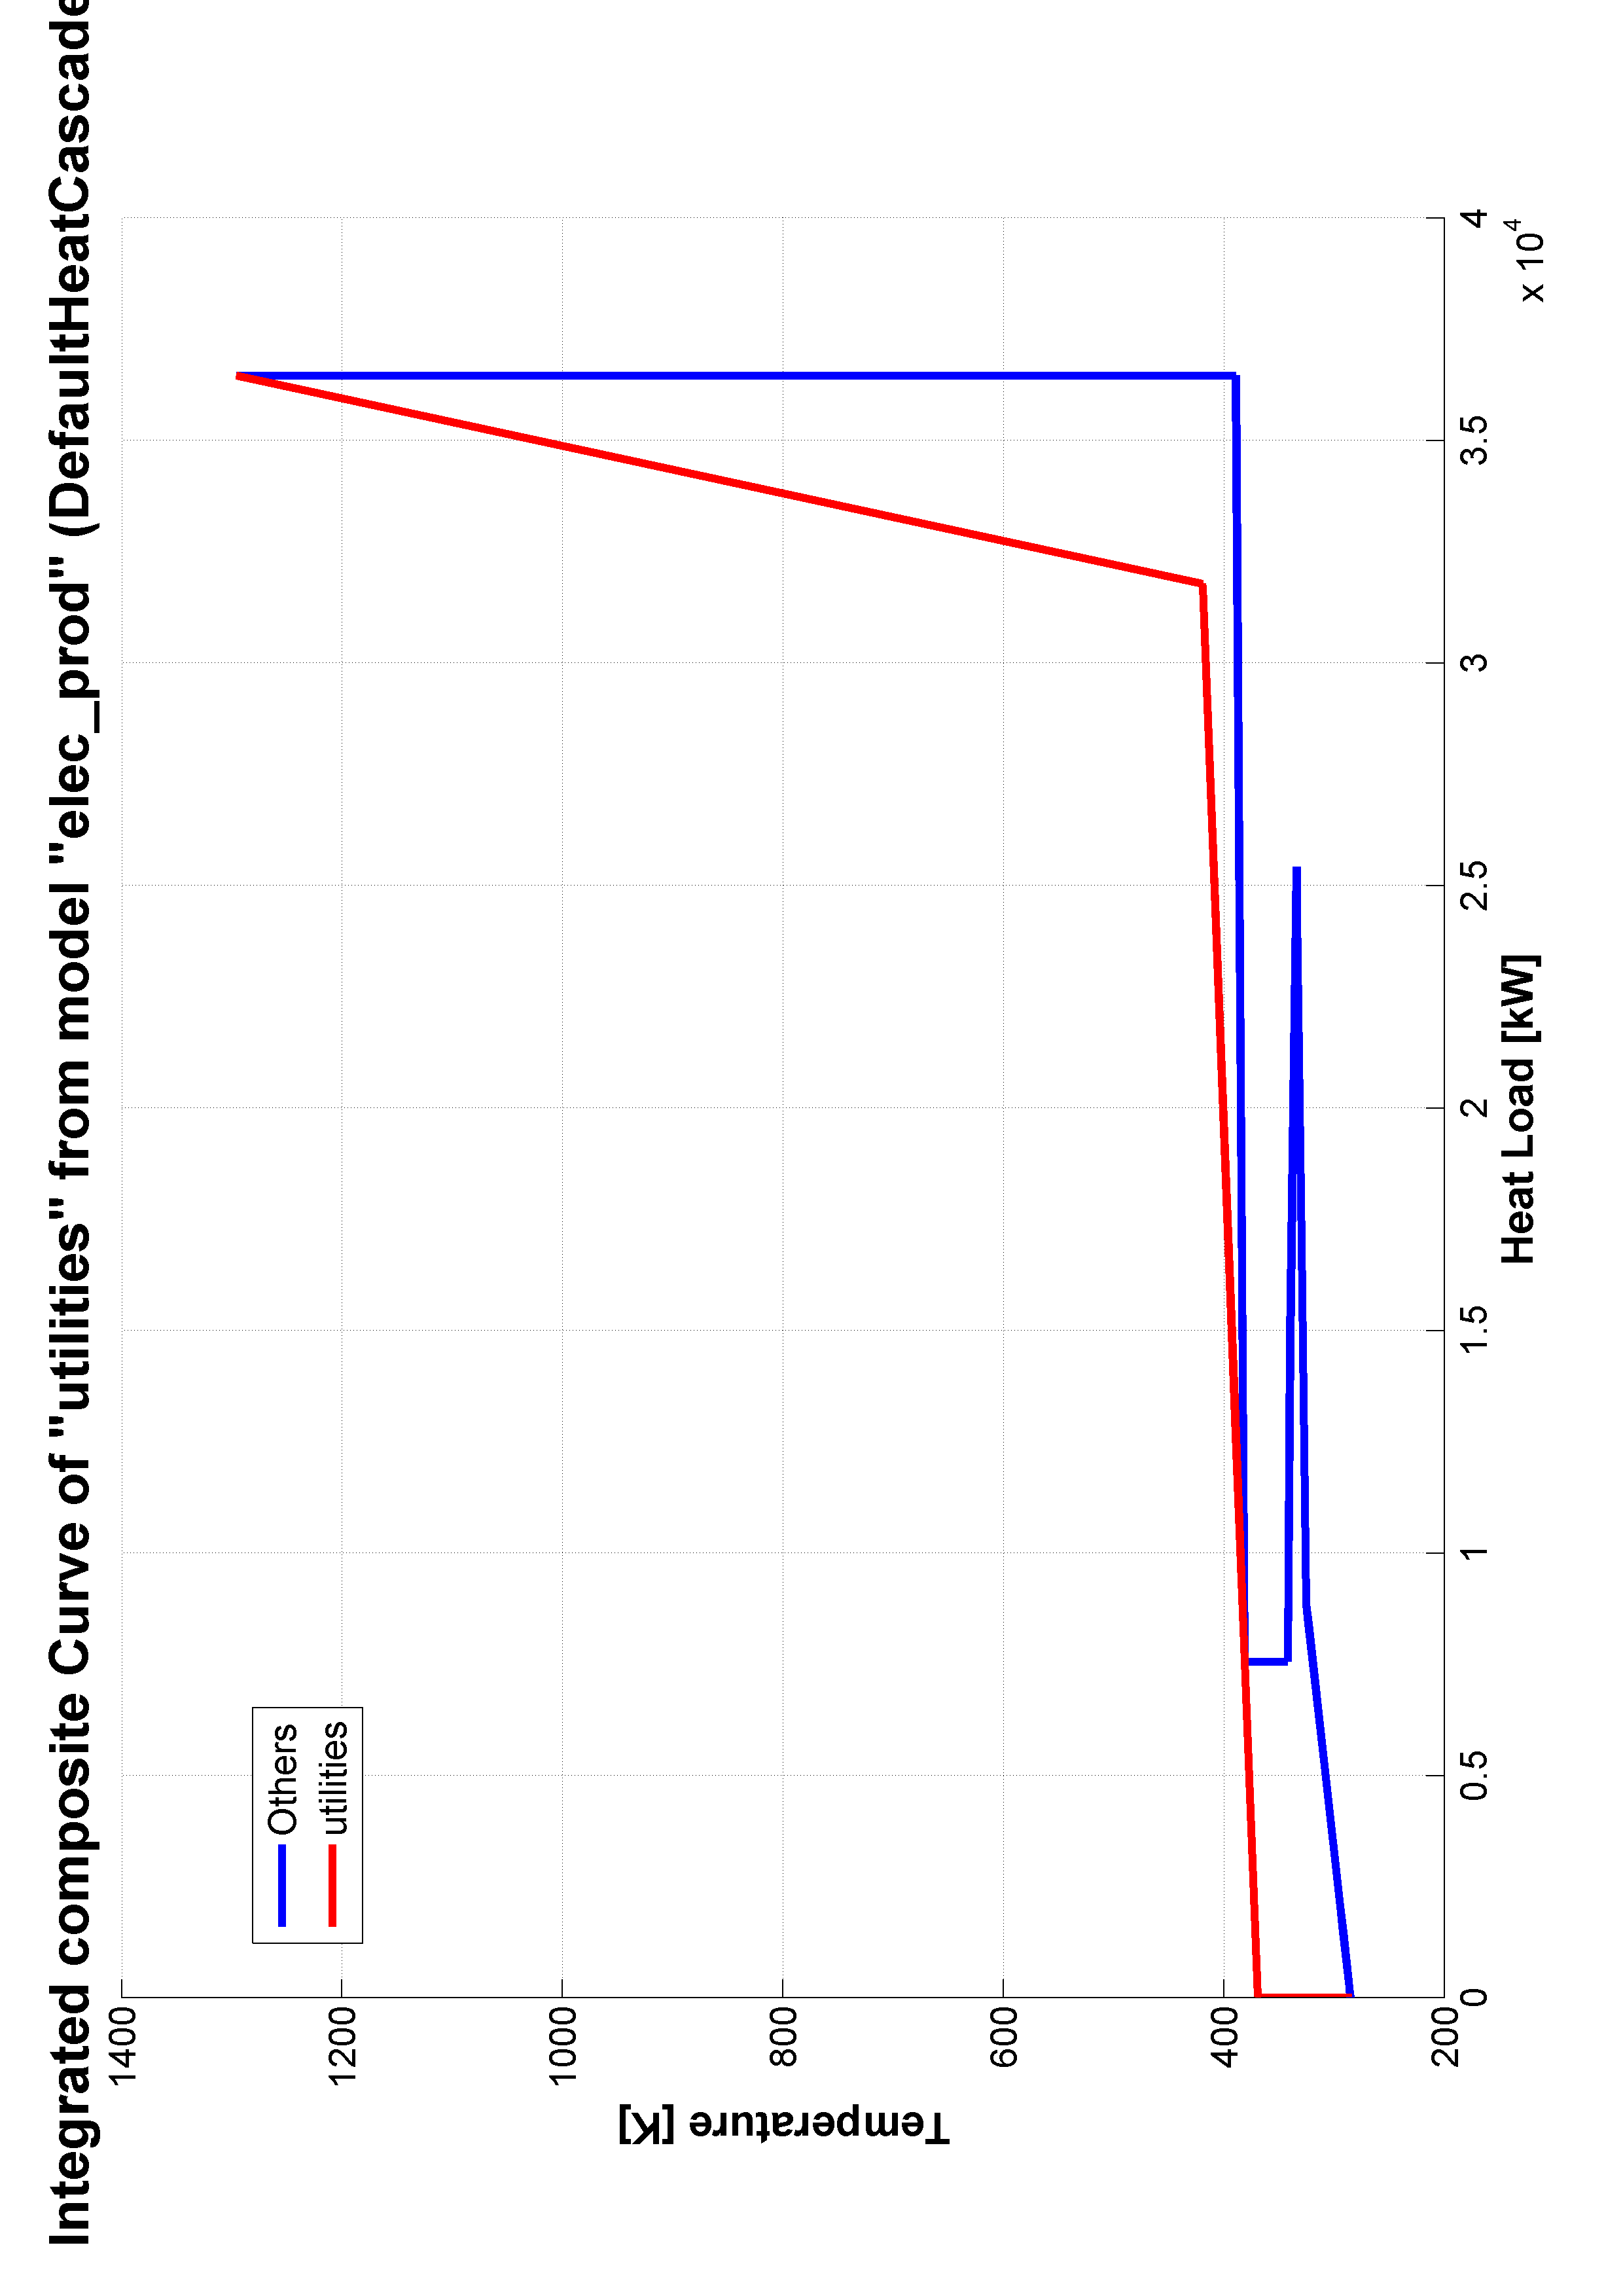 Integrated composite Curve of "utilities" from model "elec_prod" (DefaultHeatCascade
Others
utilities
Temperature [K]
1400
1200
1000
800
600
400
200
0
0.5
1
1.5
2
2.5
3
3.5
4
x 10^4
Heat Load [kW]